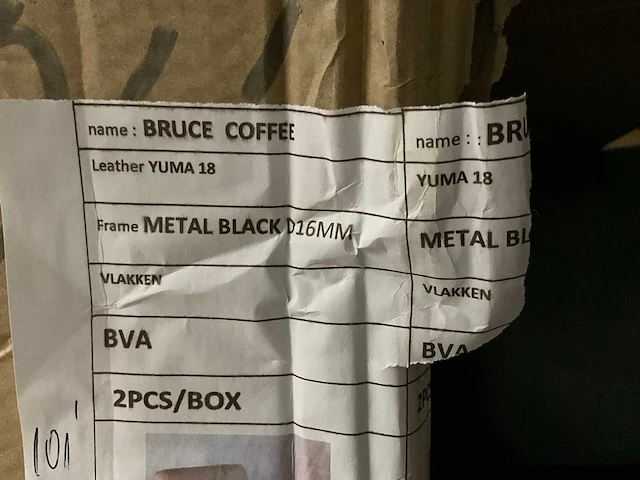 name : BRUCE COFFEE
Leather YUMA 18
Frame METAL BLACK D16MM
VLAKKEN
BVA
2PCS/BOX
101
name : : BRU
YUMA 18
METAL BL
VLAKKEN
BVA
2P